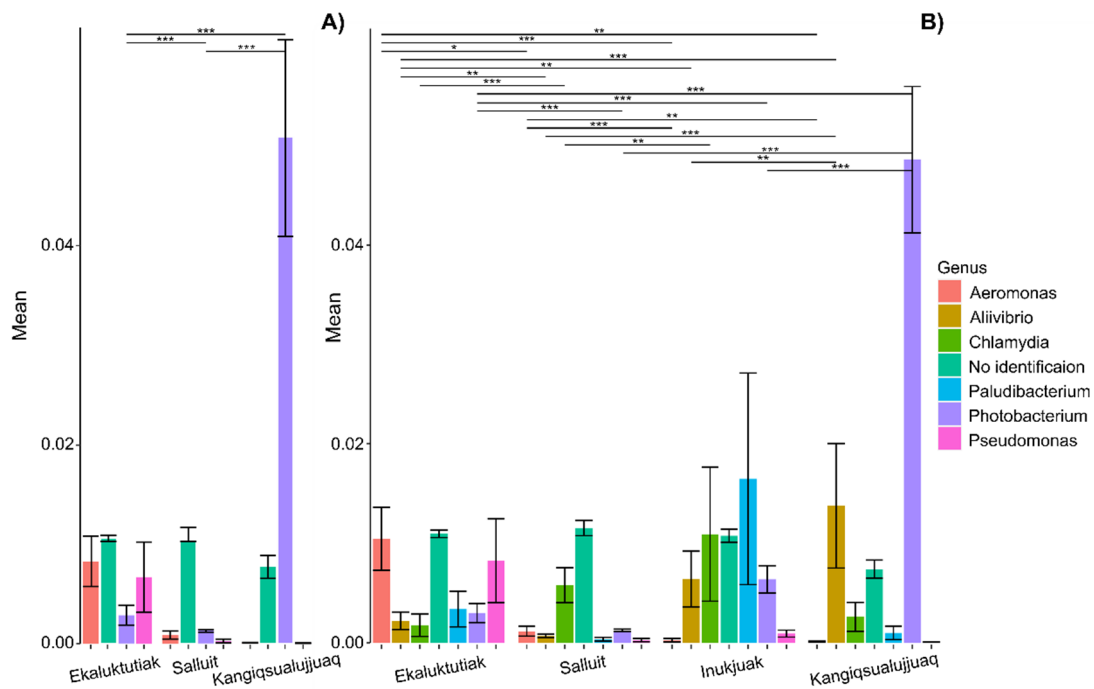 A)
B)
***
***
***
**
***
*
***
**
**
***
***
***
***
**
***
***
**
***
**
***
Mean
0.04
0.02
0.00
Ekaluktutiak
Salluit
Kangiqsualujjuaq
Mean
0.04
0.02
0.00
Ekaluktutiak
Salluit
Inukjuak
Kangiqsualujjuaq
Genus
Aeromonas
Aliivibrio
Chlamydia
No identificaion
Paludibacterium
Photobacterium
Pseudomonas